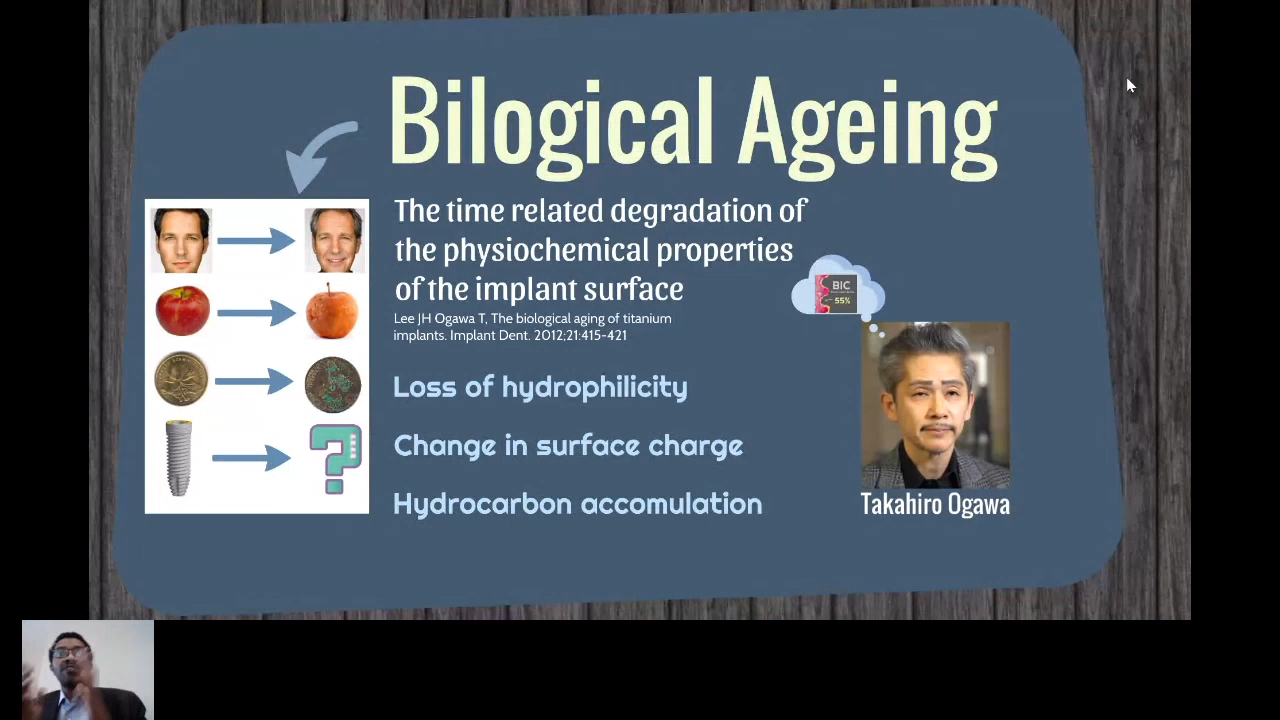 Bilogical Ageing
The time related degradation of
the physiochemical properties
of the implant surface
Lee JH Ogawa T, The biological aging of titanium
implants. Implant Dent. 2012;21:415-421
BIC
55%
Loss of hydrophilicity
Change in surface charge
Hydrocarbon accomulation
Takahiro Ogawa